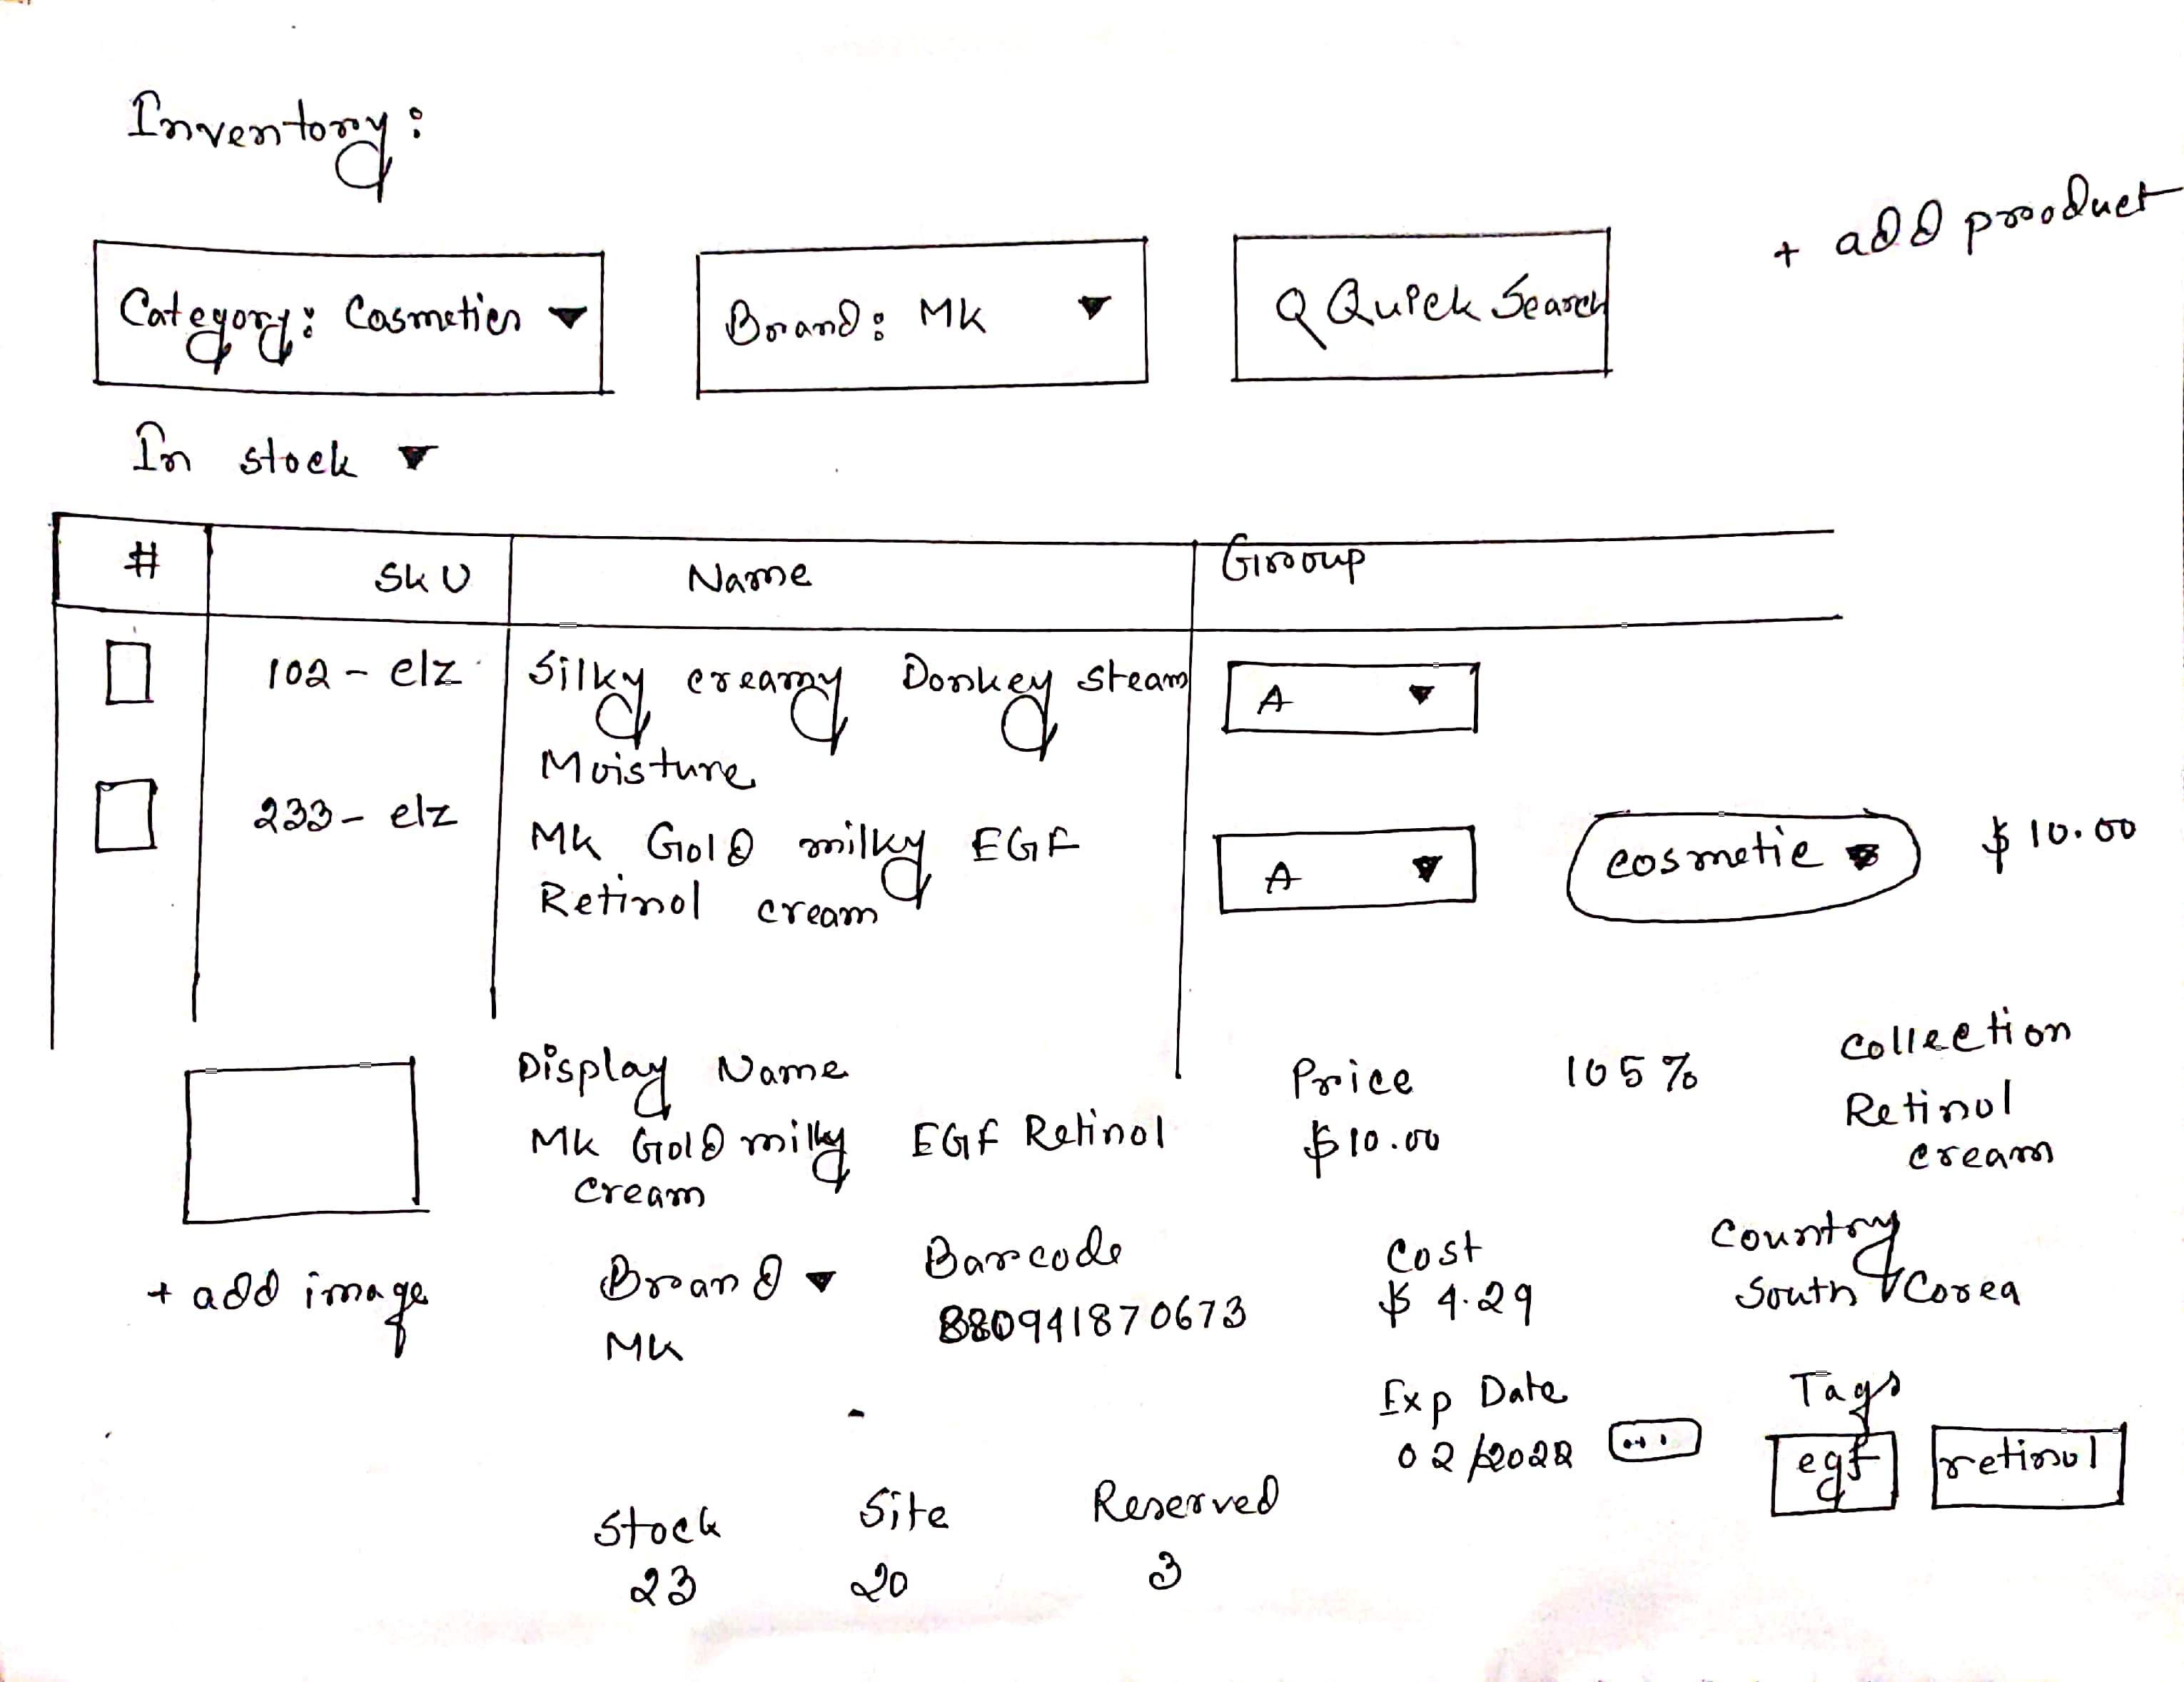 Inventory:
+ add product
Category: Cosmetics ▼ Brand: MK ▼ Q Quick Search
In stock ▼
# SKU Name Group
102 - elz Silky creamy Donkey steam A ▼
Moisture
233 - elz MK Gold milky EGF A ▼ cosmetic ▼ $ 10.00
Retinol cream
Display Name Price 105% Collection
MK Gold milky EGF Retinol $10.00 Retinol
cream cream
+ add image Brand ▼ Barcode Cost Country
MK 880941870673 $ 4.29 South Corea
Exp Date Tags
02/2022 ... egf retinol
Stock Site Reserved
23 20 3